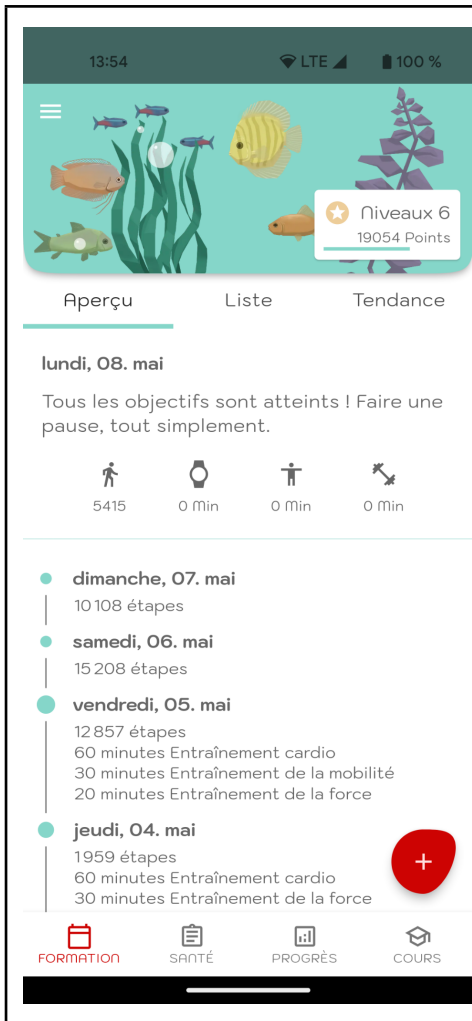 13:54
LTE
100 %
Niveaux 6
19054 Points
Aperçu
Liste
Tendance
lundi, 08. mai
Tous les objectifs sont atteints ! Faire une
pause, tout simplement.
5415
0 Min
0 Min
0 Min
dimanche, 07. mai
10 108 étapes
samedi, 06. mai
15 208 étapes
vendredi, 05. mai
12 857 étapes
60 minutes Entraînement cardio
30 minutes Entraînement de la mobilité
20 minutes Entraînement de la force
jeudi, 04. mai
1959 étapes
60 minutes Entraînement cardio
30 minutes Entraînement de la force
FORMATION
SANTÉ
PROGRÈS
COURS